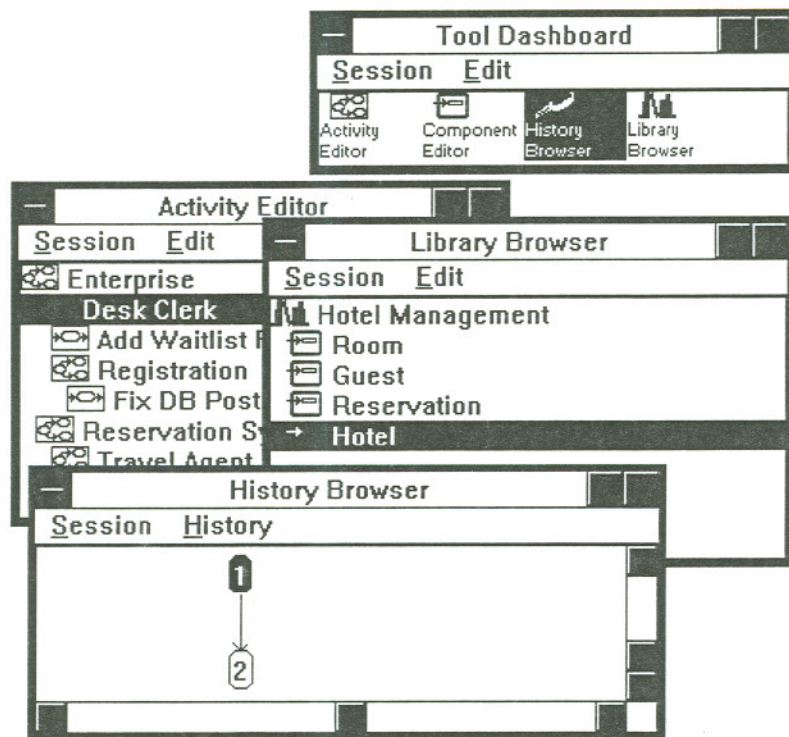 Tool Dashboard
Session Edit
Activity Editor
Component Editor
History Browser
Library Browser
Activity Editor
Session Edit
Enterprise
Desk Clerk
Add Waitlist
Registration
Fix DB Post
Reservation
Travel Agent
Library Browser
Session Edit
Hotel Management
Room
Guest
Reservation
Hotel
History Browser
Session History
1
2